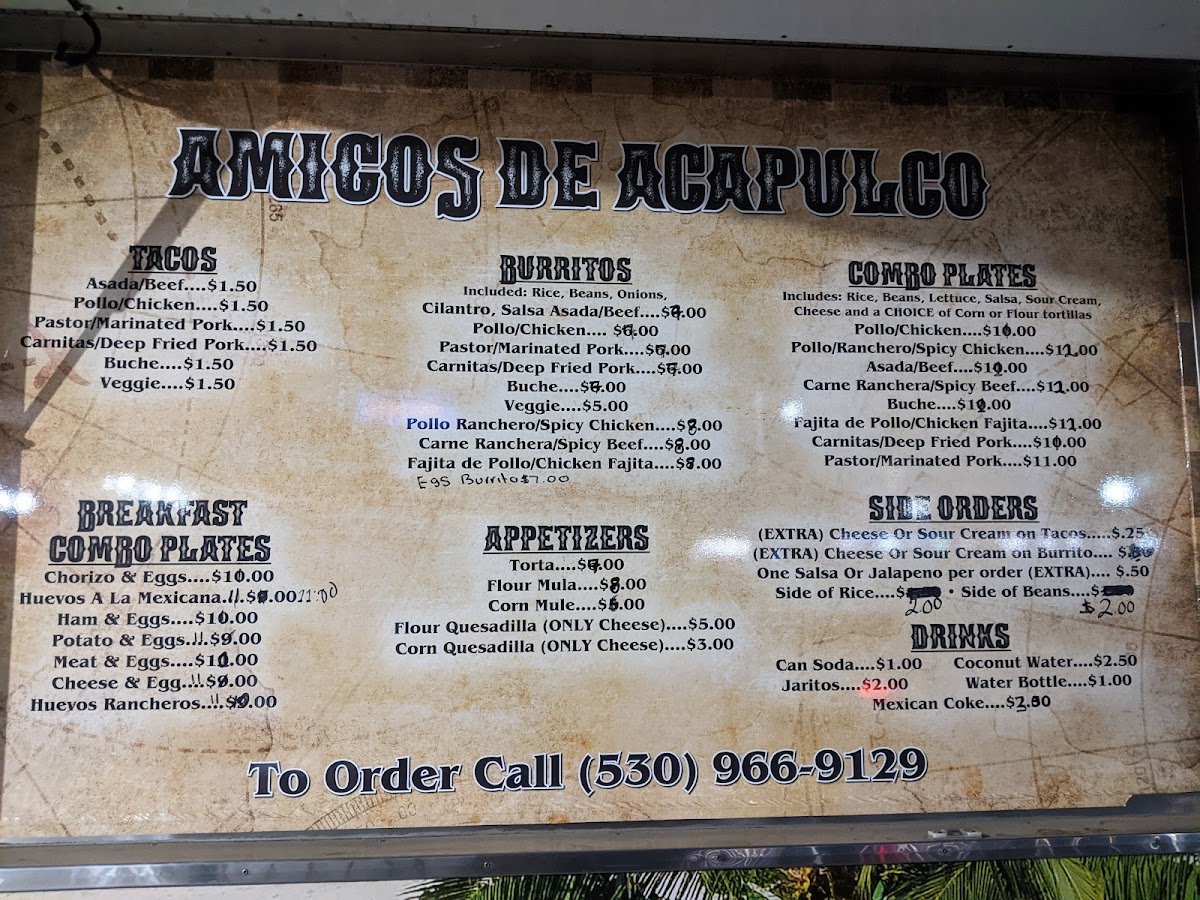 AMIGOS DE ACAPULCO
TACOS
Asada/Beef....$1.50
Pollo/Chicken....$1.50
Pastor/Marinated Pork....$1.50
Carnitas/Deep Fried Pork....$1.50
Buche....$1.50
Veggie....$1.50
BREAKFAST
COMBO PLATES
Chorizo & Eggs....$10.00
Huevos A La Mexicana 11.00
Ham & Eggs....$10.00
Potato & Eggs
Meat & Eggs
Cheese & Egg
Huevos Rancheros
BURRITOS
Included: Rice, Beans, Onions,
Cilantro, Salsa Asada/Beef
Pollo/Chicken
Pastor/Marinated Pork
Carnitas/Deep Fried Pork
Buche
Veggie....$5.00
Pollo Ranchero/Spicy Chicken....$8.00
Carne Ranchera/Spicy Beef....$8.00
Fajita de Pollo/Chicken Fajita....$8.00
Egg Burrito $7.00
APPETIZERS
Torta
Flour Mula
Corn Mule
Flour Quesadilla (ONLY Cheese)....$5.00
Corn Quesadilla (ONLY Cheese)....$3.00
COMBO PLATES
Includes: Rice, Beans, Lettuce, Salsa, Sour Cream,
Cheese and a CHOICE of Corn or Flour tortillas
Pollo/Chicken....$10.00
Pollo/Ranchero/Spicy Chicken....$11.00
Asada/Beef....$10.00
Carne Ranchera/Spicy Beef....$11.00
Buche....$10.00
Fajita de Pollo/Chicken Fajita....$11.00
Carnitas/Deep Fried Pork....$10.00
Pastor/Marinated Pork....$11.00
SIDE ORDERS
(EXTRA) Cheese Or Sour Cream on Tacos.....$.25
(EXTRA) Cheese Or Sour Cream on Burrito....
One Salsa Or Jalapeno per order (EXTRA).... $.50
Side of Rice....$ • Side of Beans....$
2.00 $2.00
DRINKS
Can Soda....$1.00 Coconut Water....$2.50
Jaritos....$2.00 Water Bottle....$1.00
Mexican Coke
To Order Call (530) 966-9129